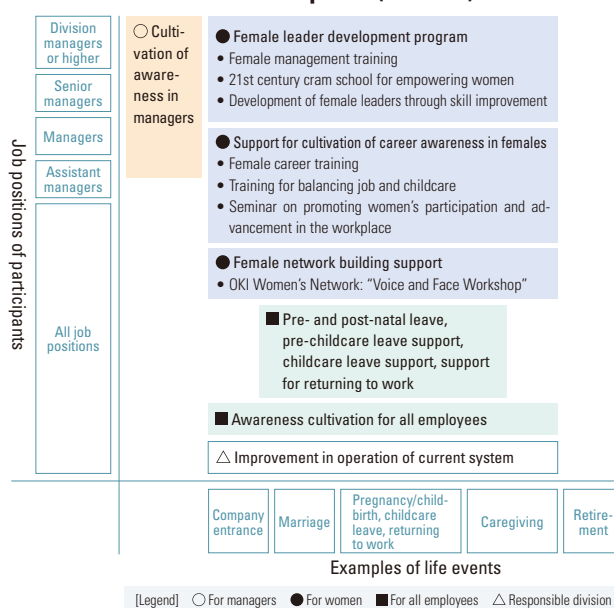 Division
managers
or higher
Senior
managers
Managers
Assistant
managers
All job
positions
Job positions of participants
○ Culti-
vation of
aware-
ness in
managers
● Female leader development program
• Female management training
• 21st century cram school for empowering women
• Development of female leaders through skill improvement
● Support for cultivation of career awareness in females
• Female career training
• Training for balancing job and childcare
• Seminar on promoting women's participation and ad-
vancement in the workplace
● Female network building support
• OKI Women's Network: "Voice and Face Workshop"
■ Pre- and post-natal leave,
pre-childcare leave support,
childcare leave support, support
for returning to work
■ Awareness cultivation for all employees
△ Improvement in operation of current system
Company
entrance
Marriage
Pregnancy/child-
birth, childcare
leave, returning
to work
Caregiving
Retire-
ment
Examples of life events
[Legend] ○ For managers ● For women ■ For all employees △ Responsible division